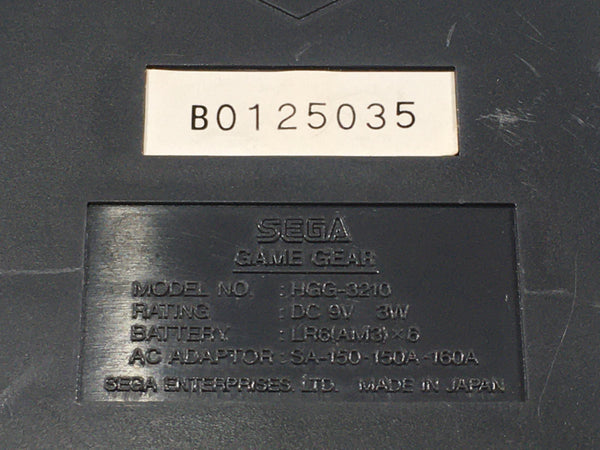 B0125035
SEGA
GAME GEAR
MODEL NO. : HGG-3210
RATING : DC 9V 3W
BATTERY : LR6(AM3)×6
AC ADAPTOR : SA-150·150A·160A
SEGA ENTERPRISES. LTD. MADE IN JAPAN